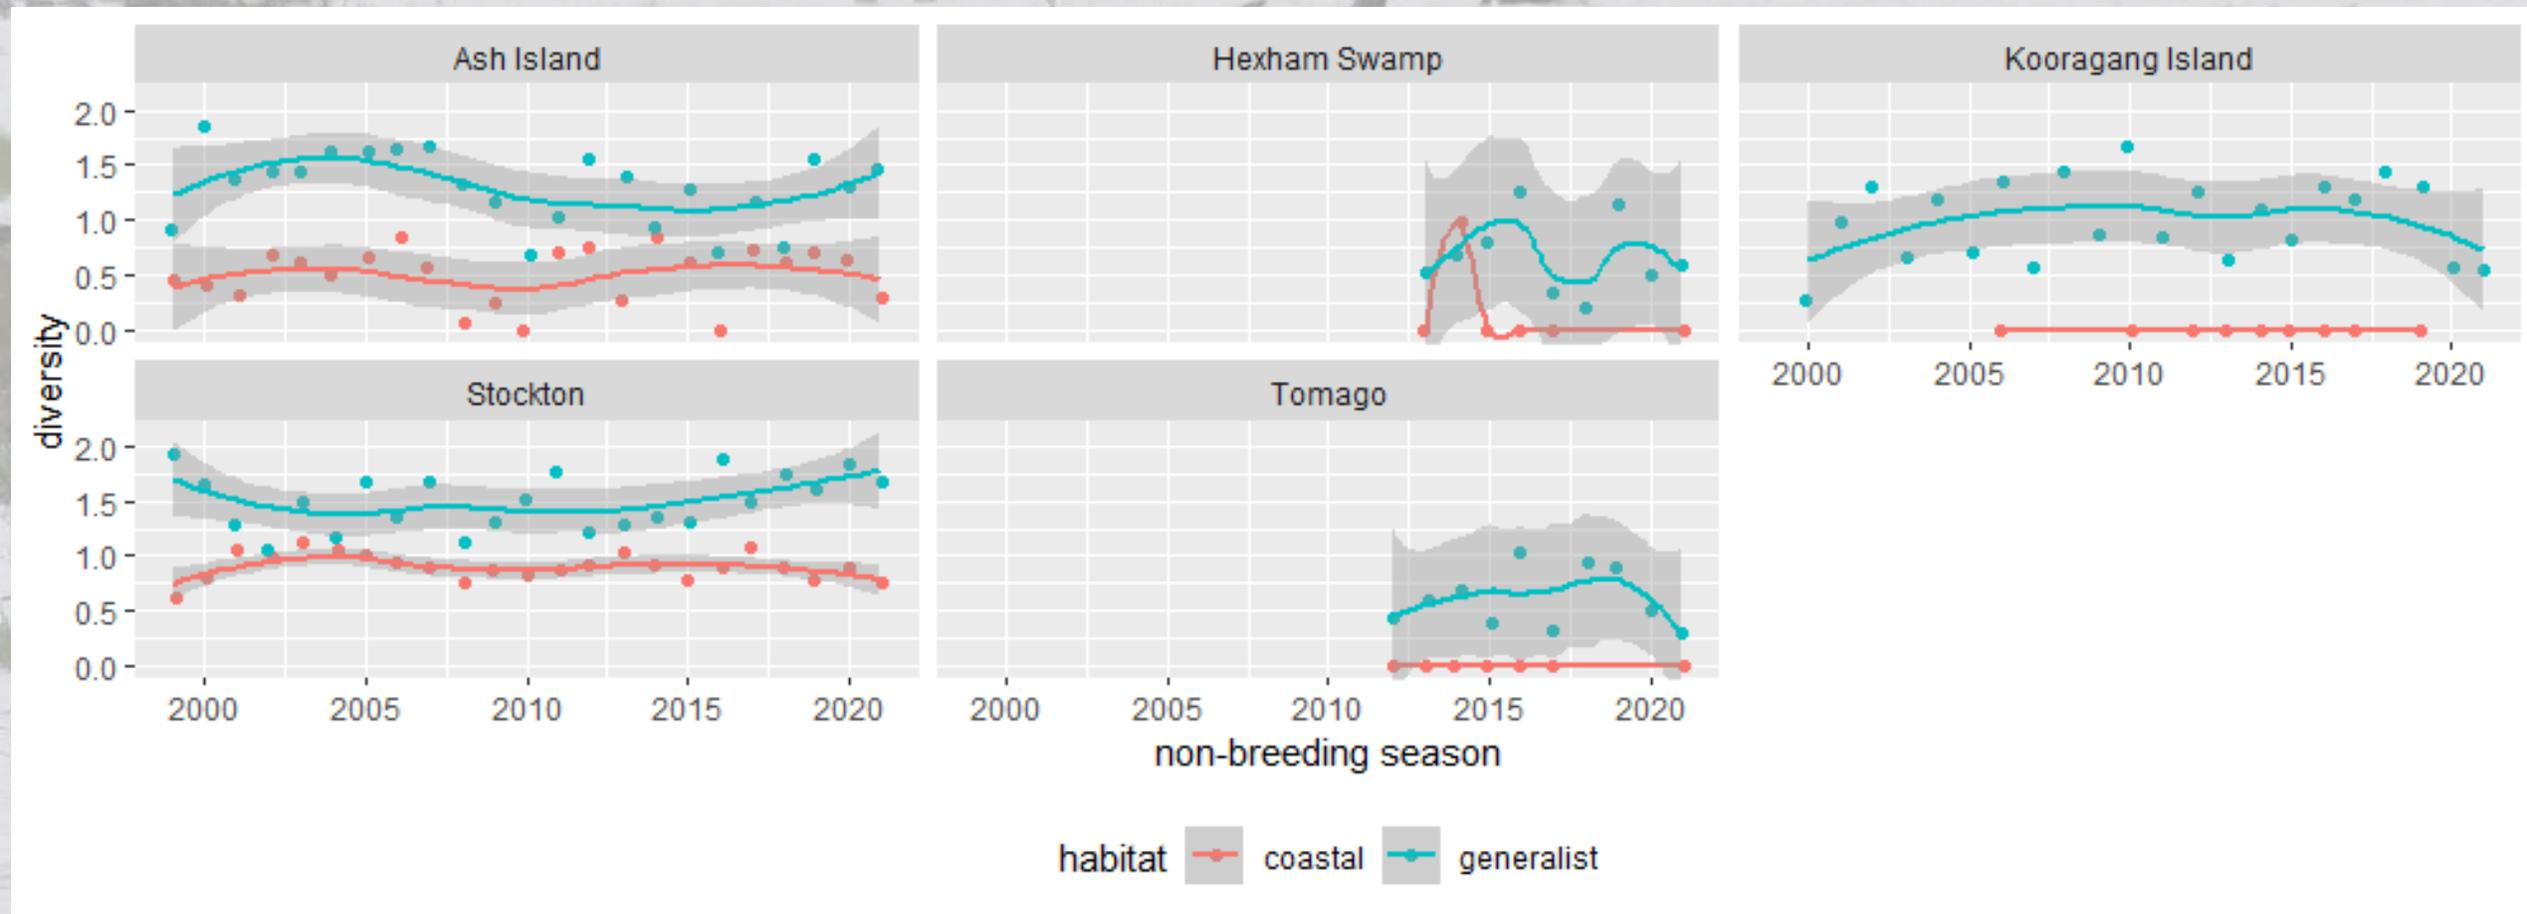 Ash Island
Hexham Swamp
Kooragang Island
2.0
1.5
1.0
0.5
0.0
2000 2005 2010 2015 2020
Stockton
Tomago
diversity
2.0
1.5
1.0
0.5
0.0
2000 2005 2010 2015 2020
2000 2005 2010 2015 2020
non-breeding season
habitat coastal generalist